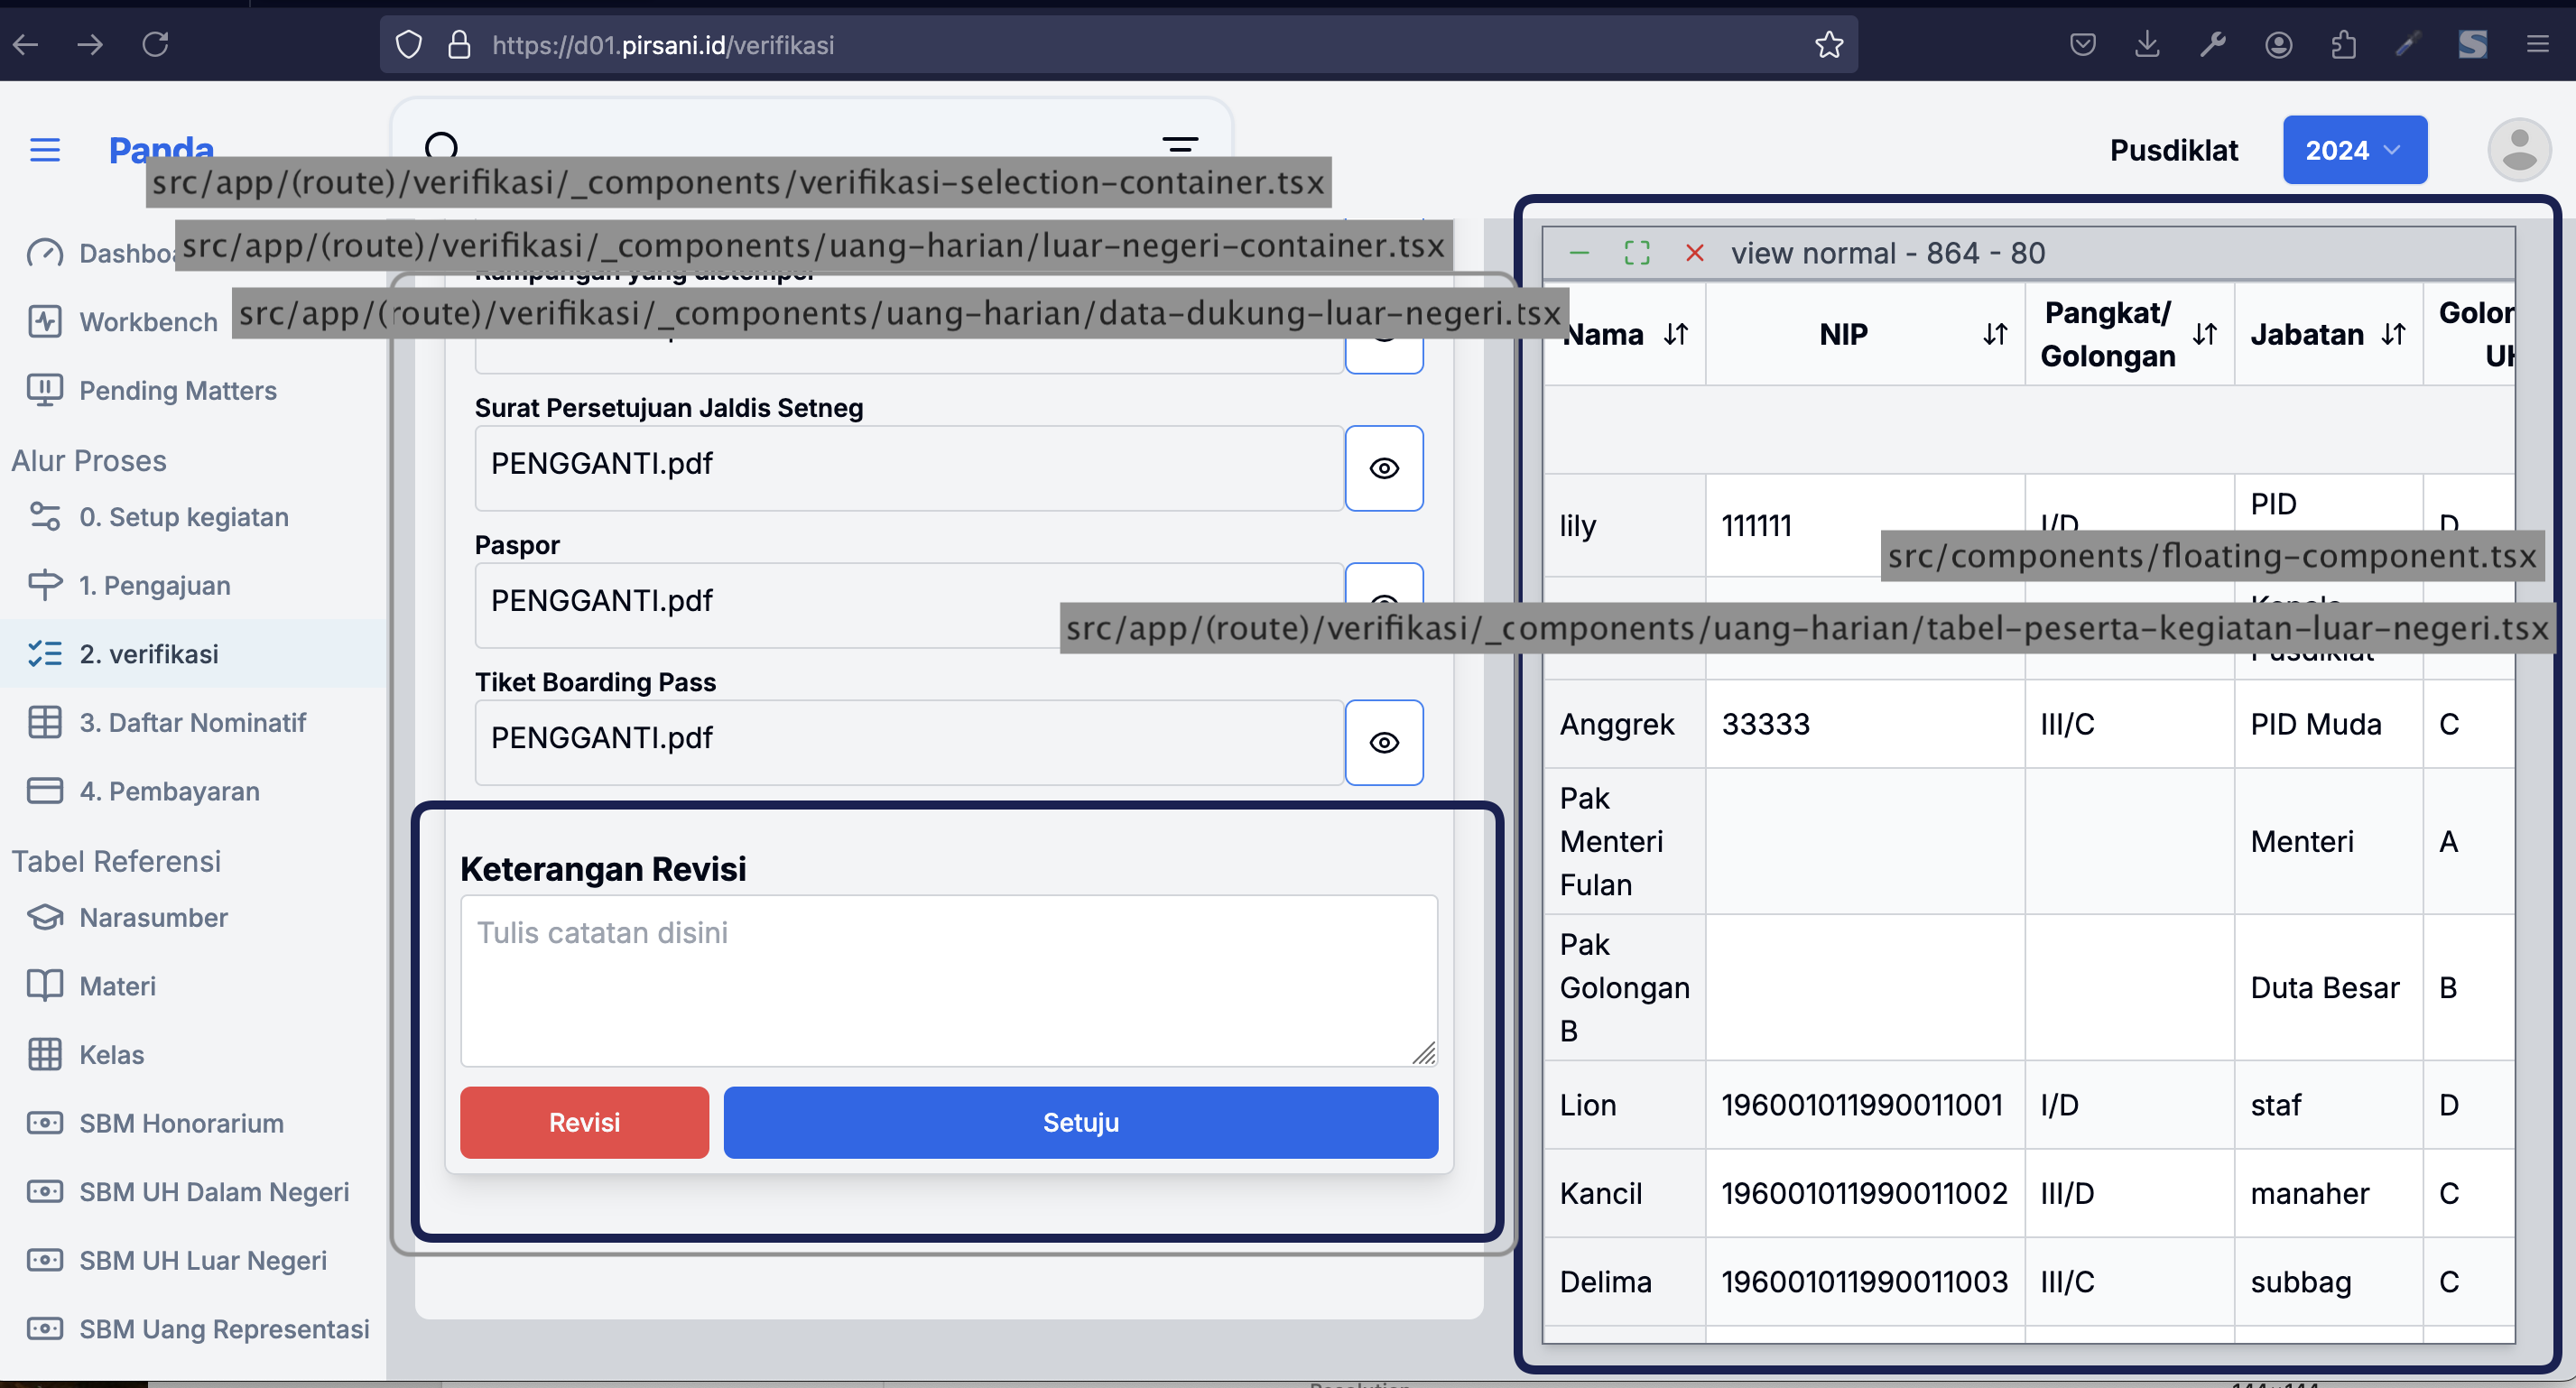 https://d01.pirsani.id/verifikasi
Panda
Pusdiklat
2024
src/app/(route)/verifikasi/_components/verifikasi-selection-container.tsx
src/app/(route)/verifikasi/_components/uang-harian/luar-negeri-container.tsx
src/app/(route)/verifikasi/_components/uang-harian/data-dukung-luar-negeri.tsx
Workbench
Pending Matters
Alur Proses
0. Setup kegiatan
1. Pengajuan
2. verifikasi
3. Daftar Nominatif
4. Pembayaran
Tabel Referensi
Narasumber
Materi
Kelas
SBM Honorarium
SBM UH Dalam Negeri
SBM UH Luar Negeri
SBM Uang Representasi
Surat Persetujuan Jaldis Setneg
PENGGANTI.pdf
Paspor
PENGGANTI.pdf
Tiket Boarding Pass
PENGGANTI.pdf
Keterangan Revisi
Tulis catatan disini
Revisi
Setuju
view normal - 864 - 80
Nama NIP Pangkat/ Golongan Jabatan
lily 111111 I/D PID D
src/components/floating-component.tsx
src/app/(route)/verifikasi/_components/uang-harian/tabel-peserta-kegiatan-luar-negeri.tsx
Pusdiklat
Anggrek 33333 III/C PID Muda C
Pak Menteri Fulan Menteri A
Pak Golongan B Duta Besar B
Lion 196001011990011001 I/D staf D
Kancil 196001011990011002 III/D manaher C
Delima 196001011990011003 III/C subbag C